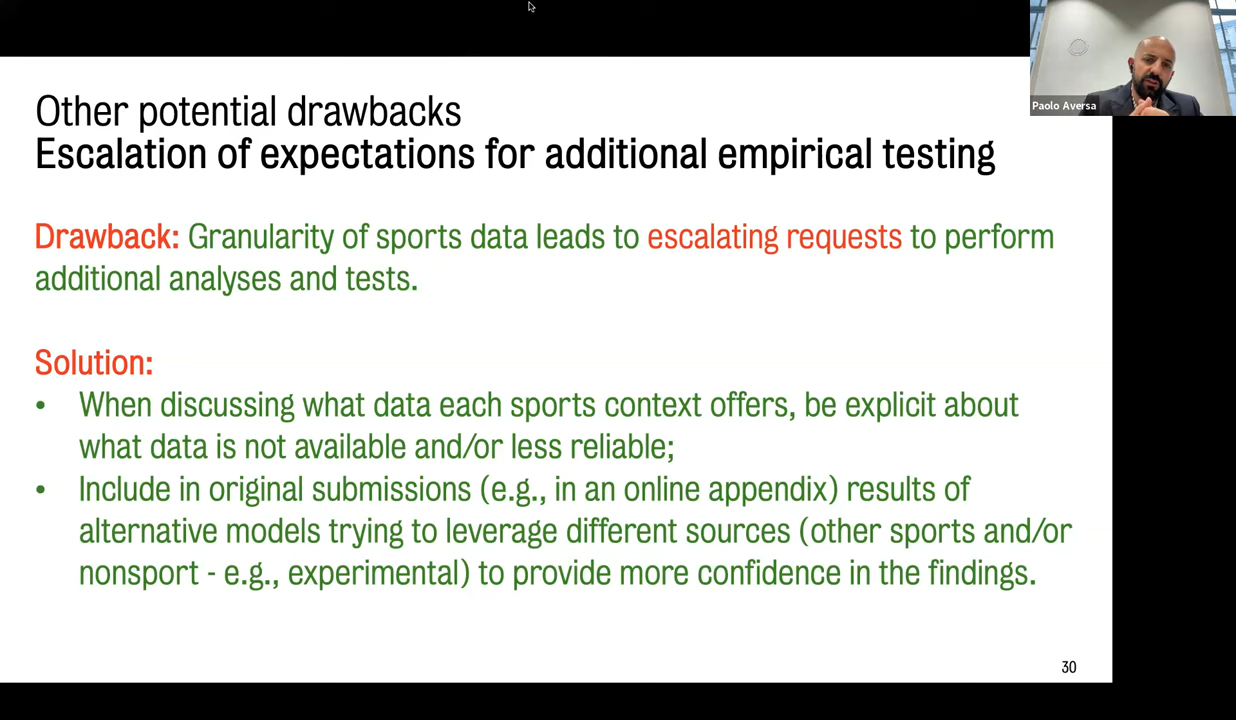 Paolo Aversa
Other potential drawbacks
Escalation of expectations for additional empirical testing
Drawback: Granularity of sports data leads to escalating requests to perform
additional analyses and tests.
Solution:
• When discussing what data each sports context offers, be explicit about
what data is not available and/or less reliable;
• Include in original submissions (e.g., in an online appendix) results of
alternative models trying to leverage different sources (other sports and/or
nonsport - e.g., experimental) to provide more confidence in the findings.
30